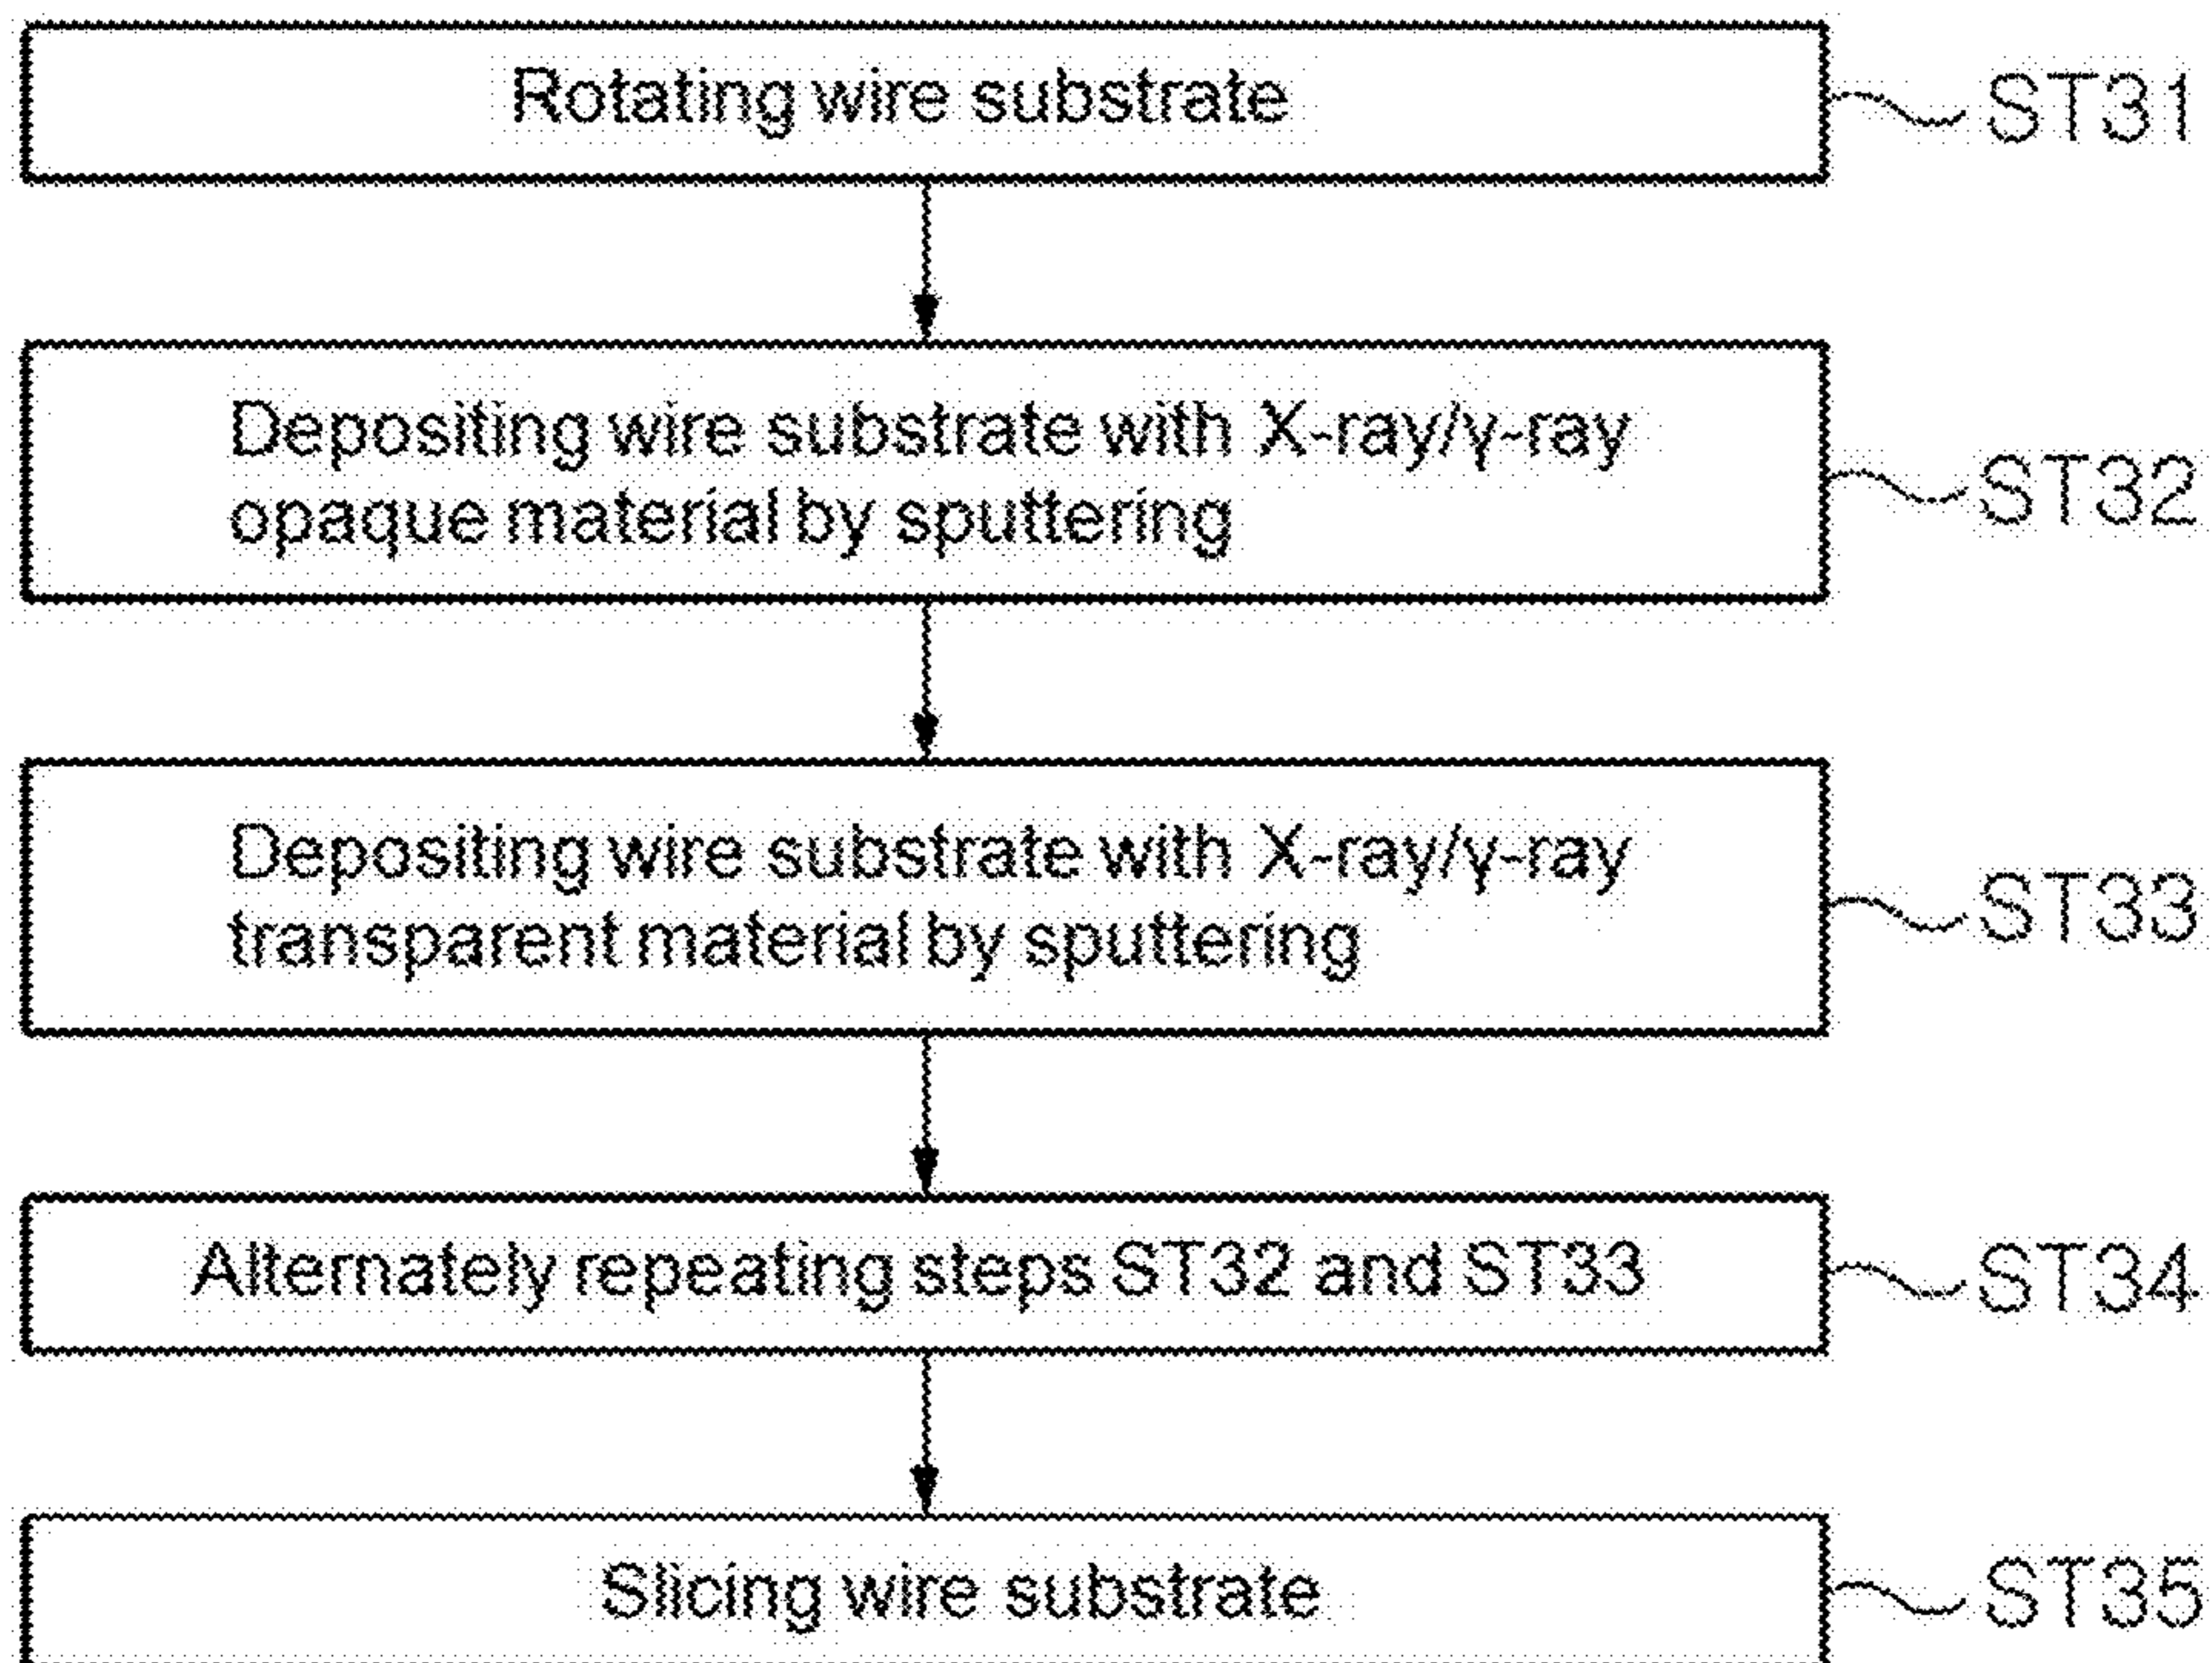 Rotating wire substrate
ST31
Depositing wire substrate with X-ray/γ-ray
opaque material by sputtering
ST32
Depositing wire substrate with X-ray/γ-ray
transparent material by sputtering
ST33
Alternately repeating steps ST32 and ST33
ST34
Slicing wire substrate
ST35